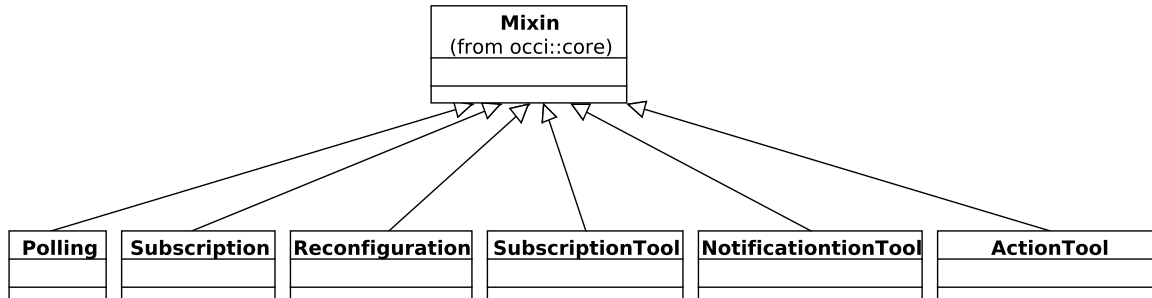 Mixin
(from occi::core)
Polling
Subscription
Reconfiguration
SubscriptionTool
NotificationtionTool
ActionTool